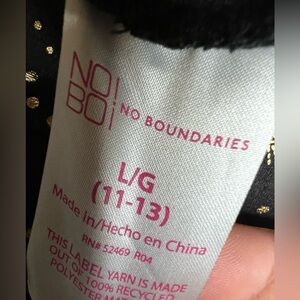 NO!
BO¡ NO BOUNDARIES
L/G
(11-13)
Made in/Hecho en China
RN# 52469 R04
THIS LABEL YARN IS MADE
OUT OF 100% RECYCLED
POLYESTER